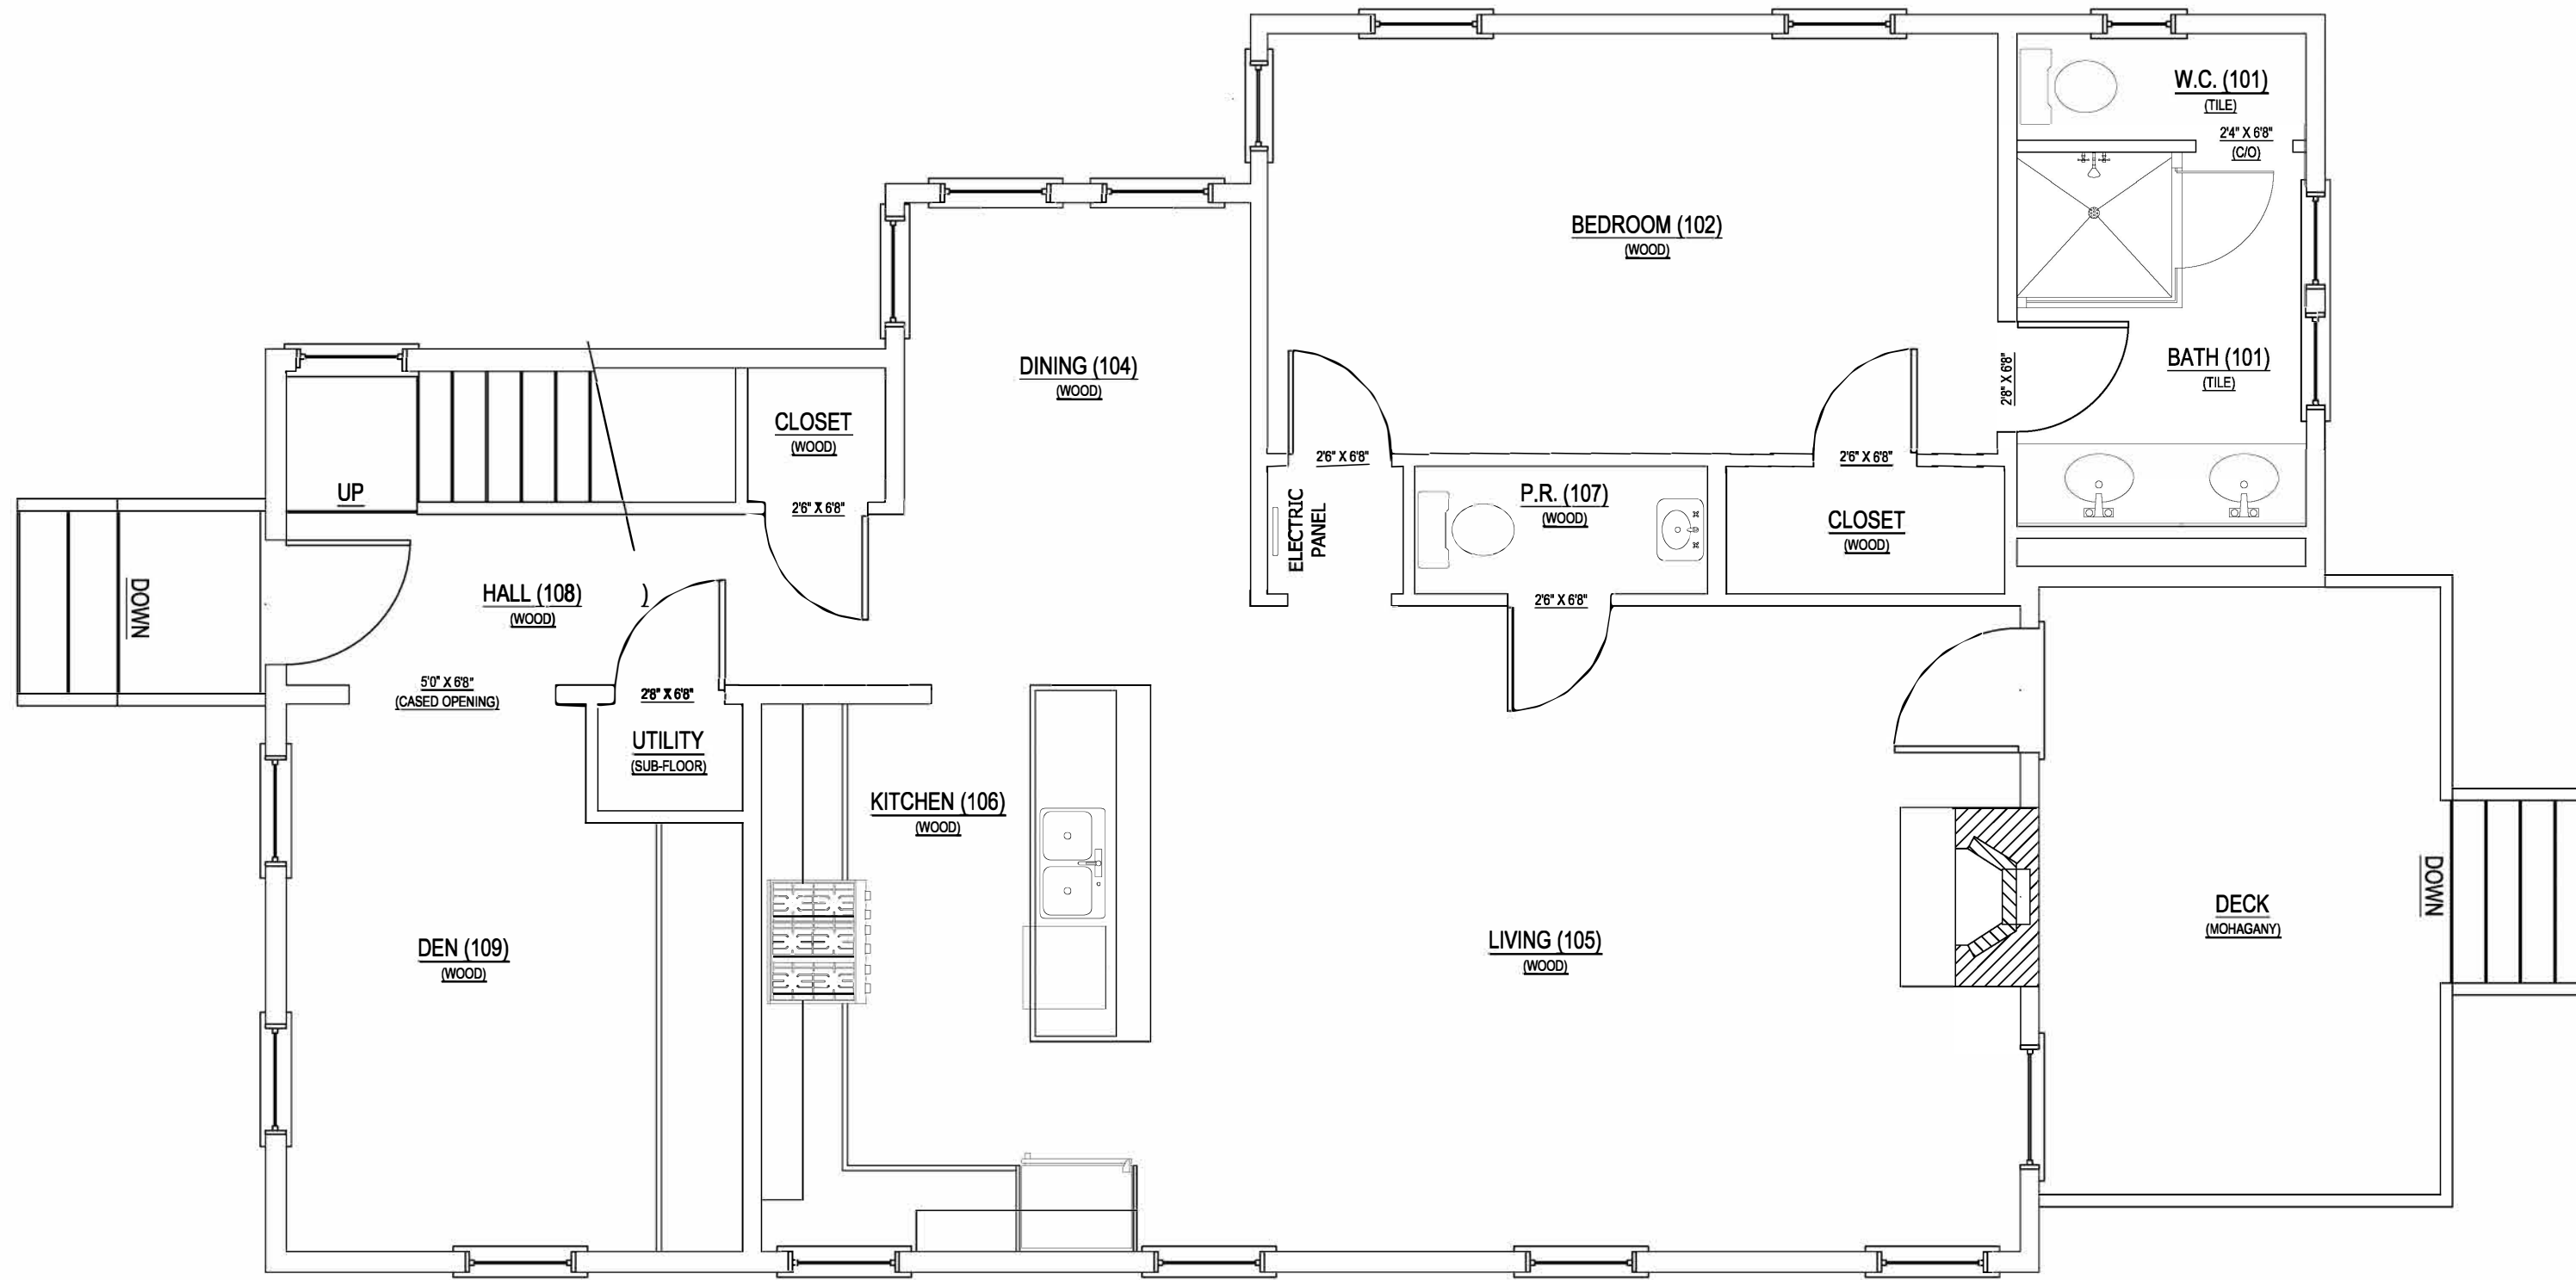 W.C. (101)
(TILE)
2'4" X 6'8"
(C/O)
BEDROOM (102)
(WOOD)
DINING (104)
(WOOD)
2'8" X 6'8"
BATH (101)
(TILE)
CLOSET
(WOOD)
2'6" X 6'8"
2'6" X 6'8"
2'6" X 6'8"
UP
ELECTRIC
PANEL
P.R. (107)
(WOOD)
CLOSET
(WOOD)
DOWN
HALL (108)
(WOOD)
2'6" X 6'8"
5'0" X 6'8"
(CASED OPENING)
2'8" X 6'8"
UTILITY
(SUB-FLOOR)
KITCHEN (106)
(WOOD)
DEN (109)
(WOOD)
LIVING (105)
(WOOD)
DECK
(MOHAGANY)
DOWN